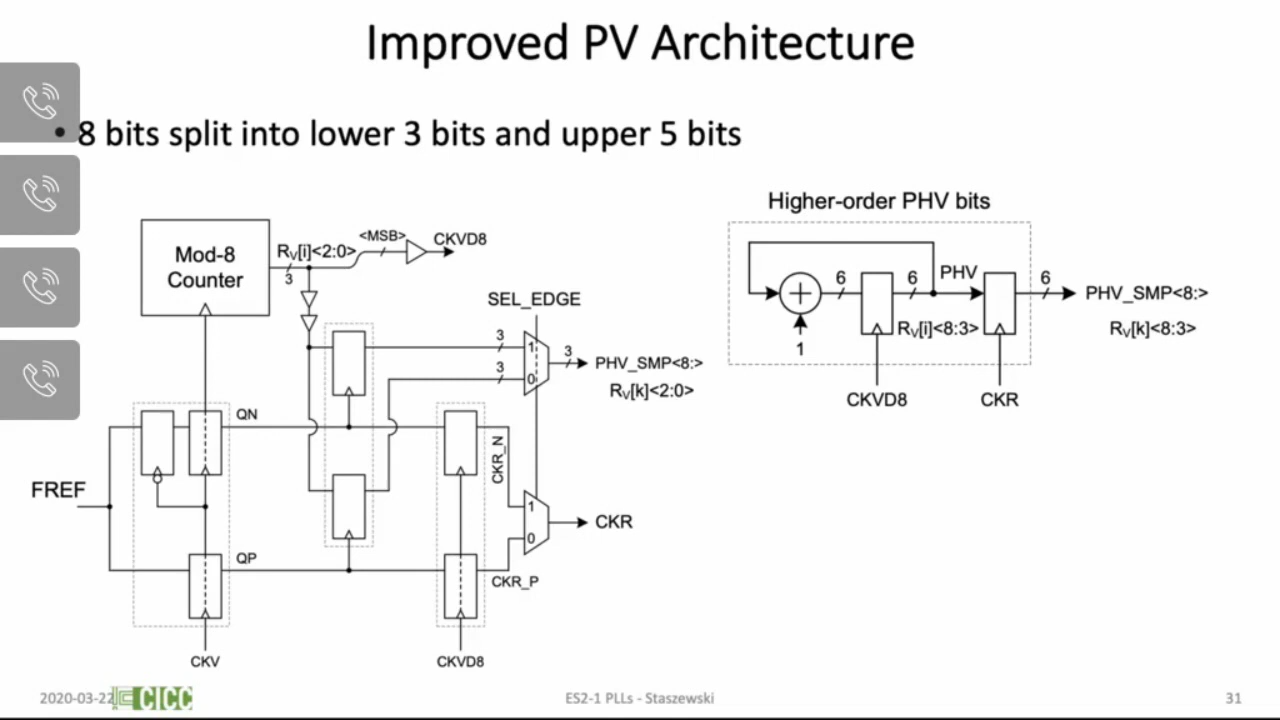 Improved PV Architecture
• 8 bits split into lower 3 bits and upper 5 bits
Mod-8
Counter
R_V[i]<2:0>
3
<MSB>
CKVD8
SEL_EDGE
3
1
3
0
3
PHV_SMP<8:>
R_V[k]<2:0>
QN
FREF
QP
CKV
CKR_N
1
0
CKR
CKR_P
CKVD8
Higher-order PHV bits
1
6
6
PHV
R_V[i]<8:3>
6
PHV_SMP<8:>
R_V[k]<8:3>
CKVD8
CKR
2020-03-22
CICC
ES2-1 PLLs - Staszewski
31